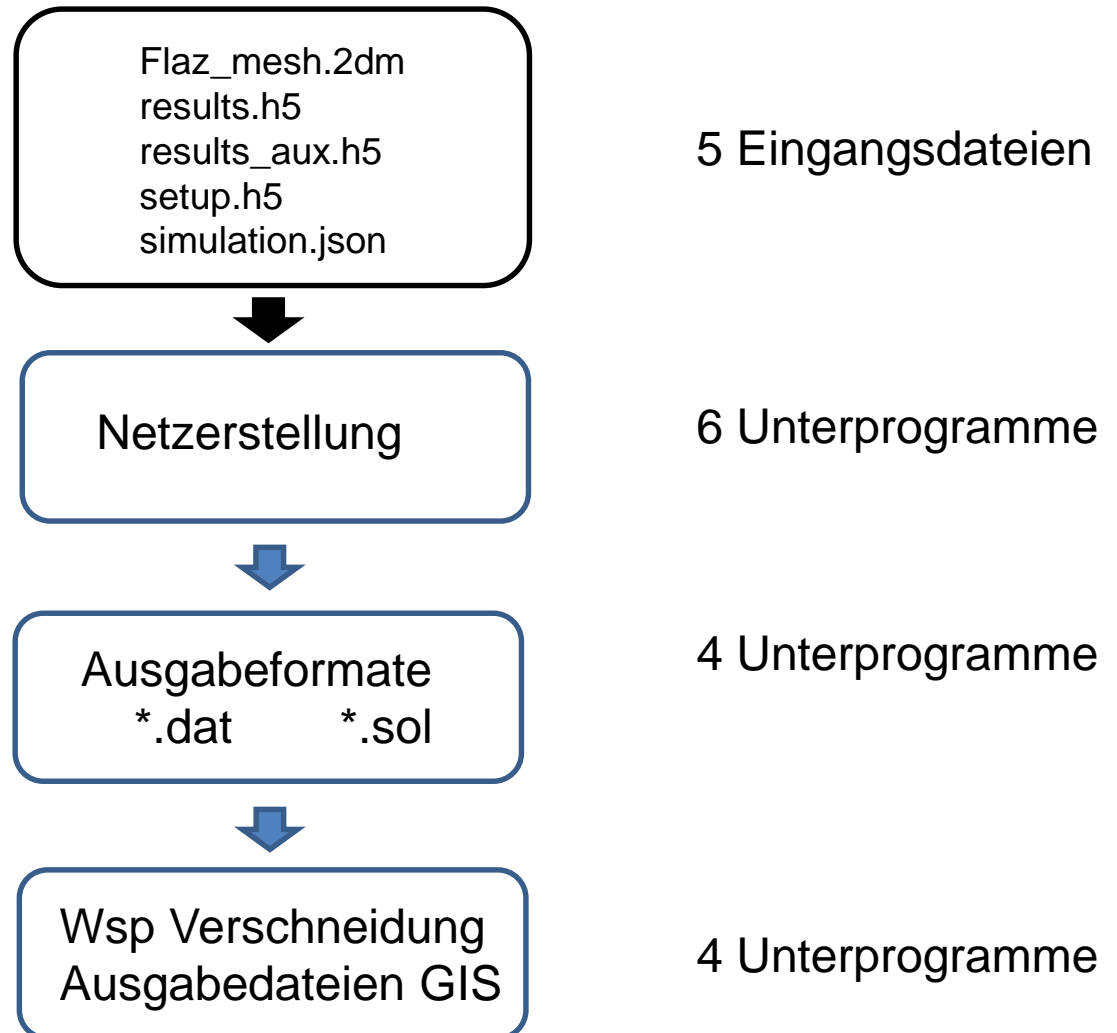 Flaz_mesh.2dm
results.h5
results_aux.h5
setup.h5
simulation.json
5 Eingangsdateien
Netzerstellung
6 Unterprogramme
Ausgabeformate
*.dat *.sol
4 Unterprogramme
Wsp Verschneidung
Ausgabedateien GIS
4 Unterprogramme